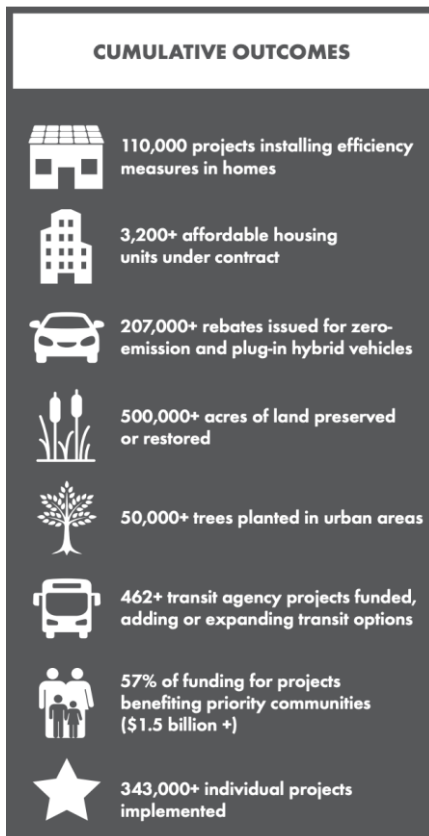 CUMULATIVE OUTCOMES
110,000 projects installing efficiency
measures in homes
3,200+ affordable housing
units under contract
207,000+ rebates issued for zero-
emission and plug-in hybrid vehicles
500,000+ acres of land preserved
or restored
50,000+ trees planted in urban areas
462+ transit agency projects funded,
adding or expanding transit options
57% of funding for projects
benefiting priority communities
($1.5 billion +)
343,000+ individual projects
implemented